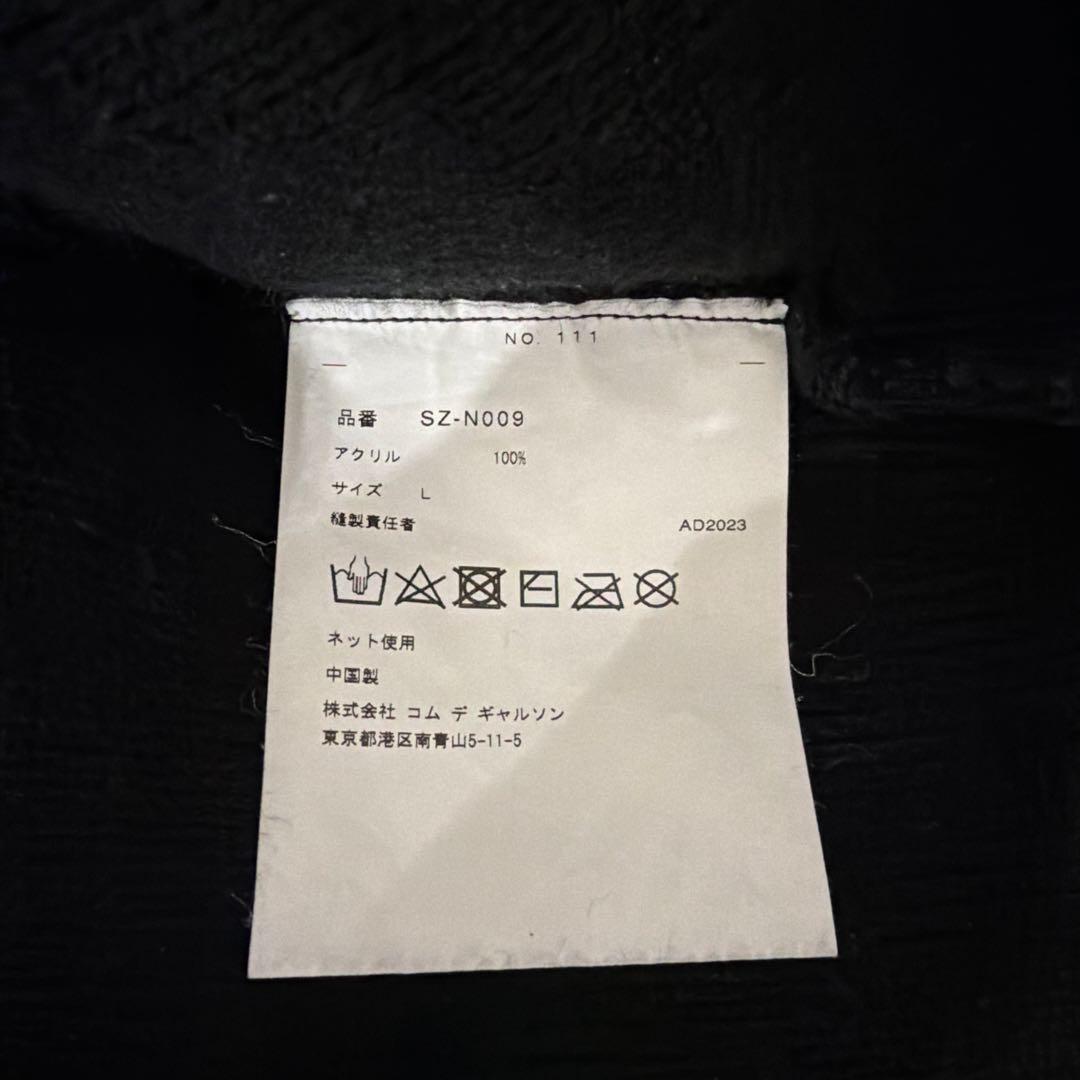 NO. 111
品番 SZ-N009
アクリル 100%
サイズ L
縫製責任者 AD2023
ネット使用
中国製
株式会社 コム デ ギャルソン
東京都港区南青山5-11-5